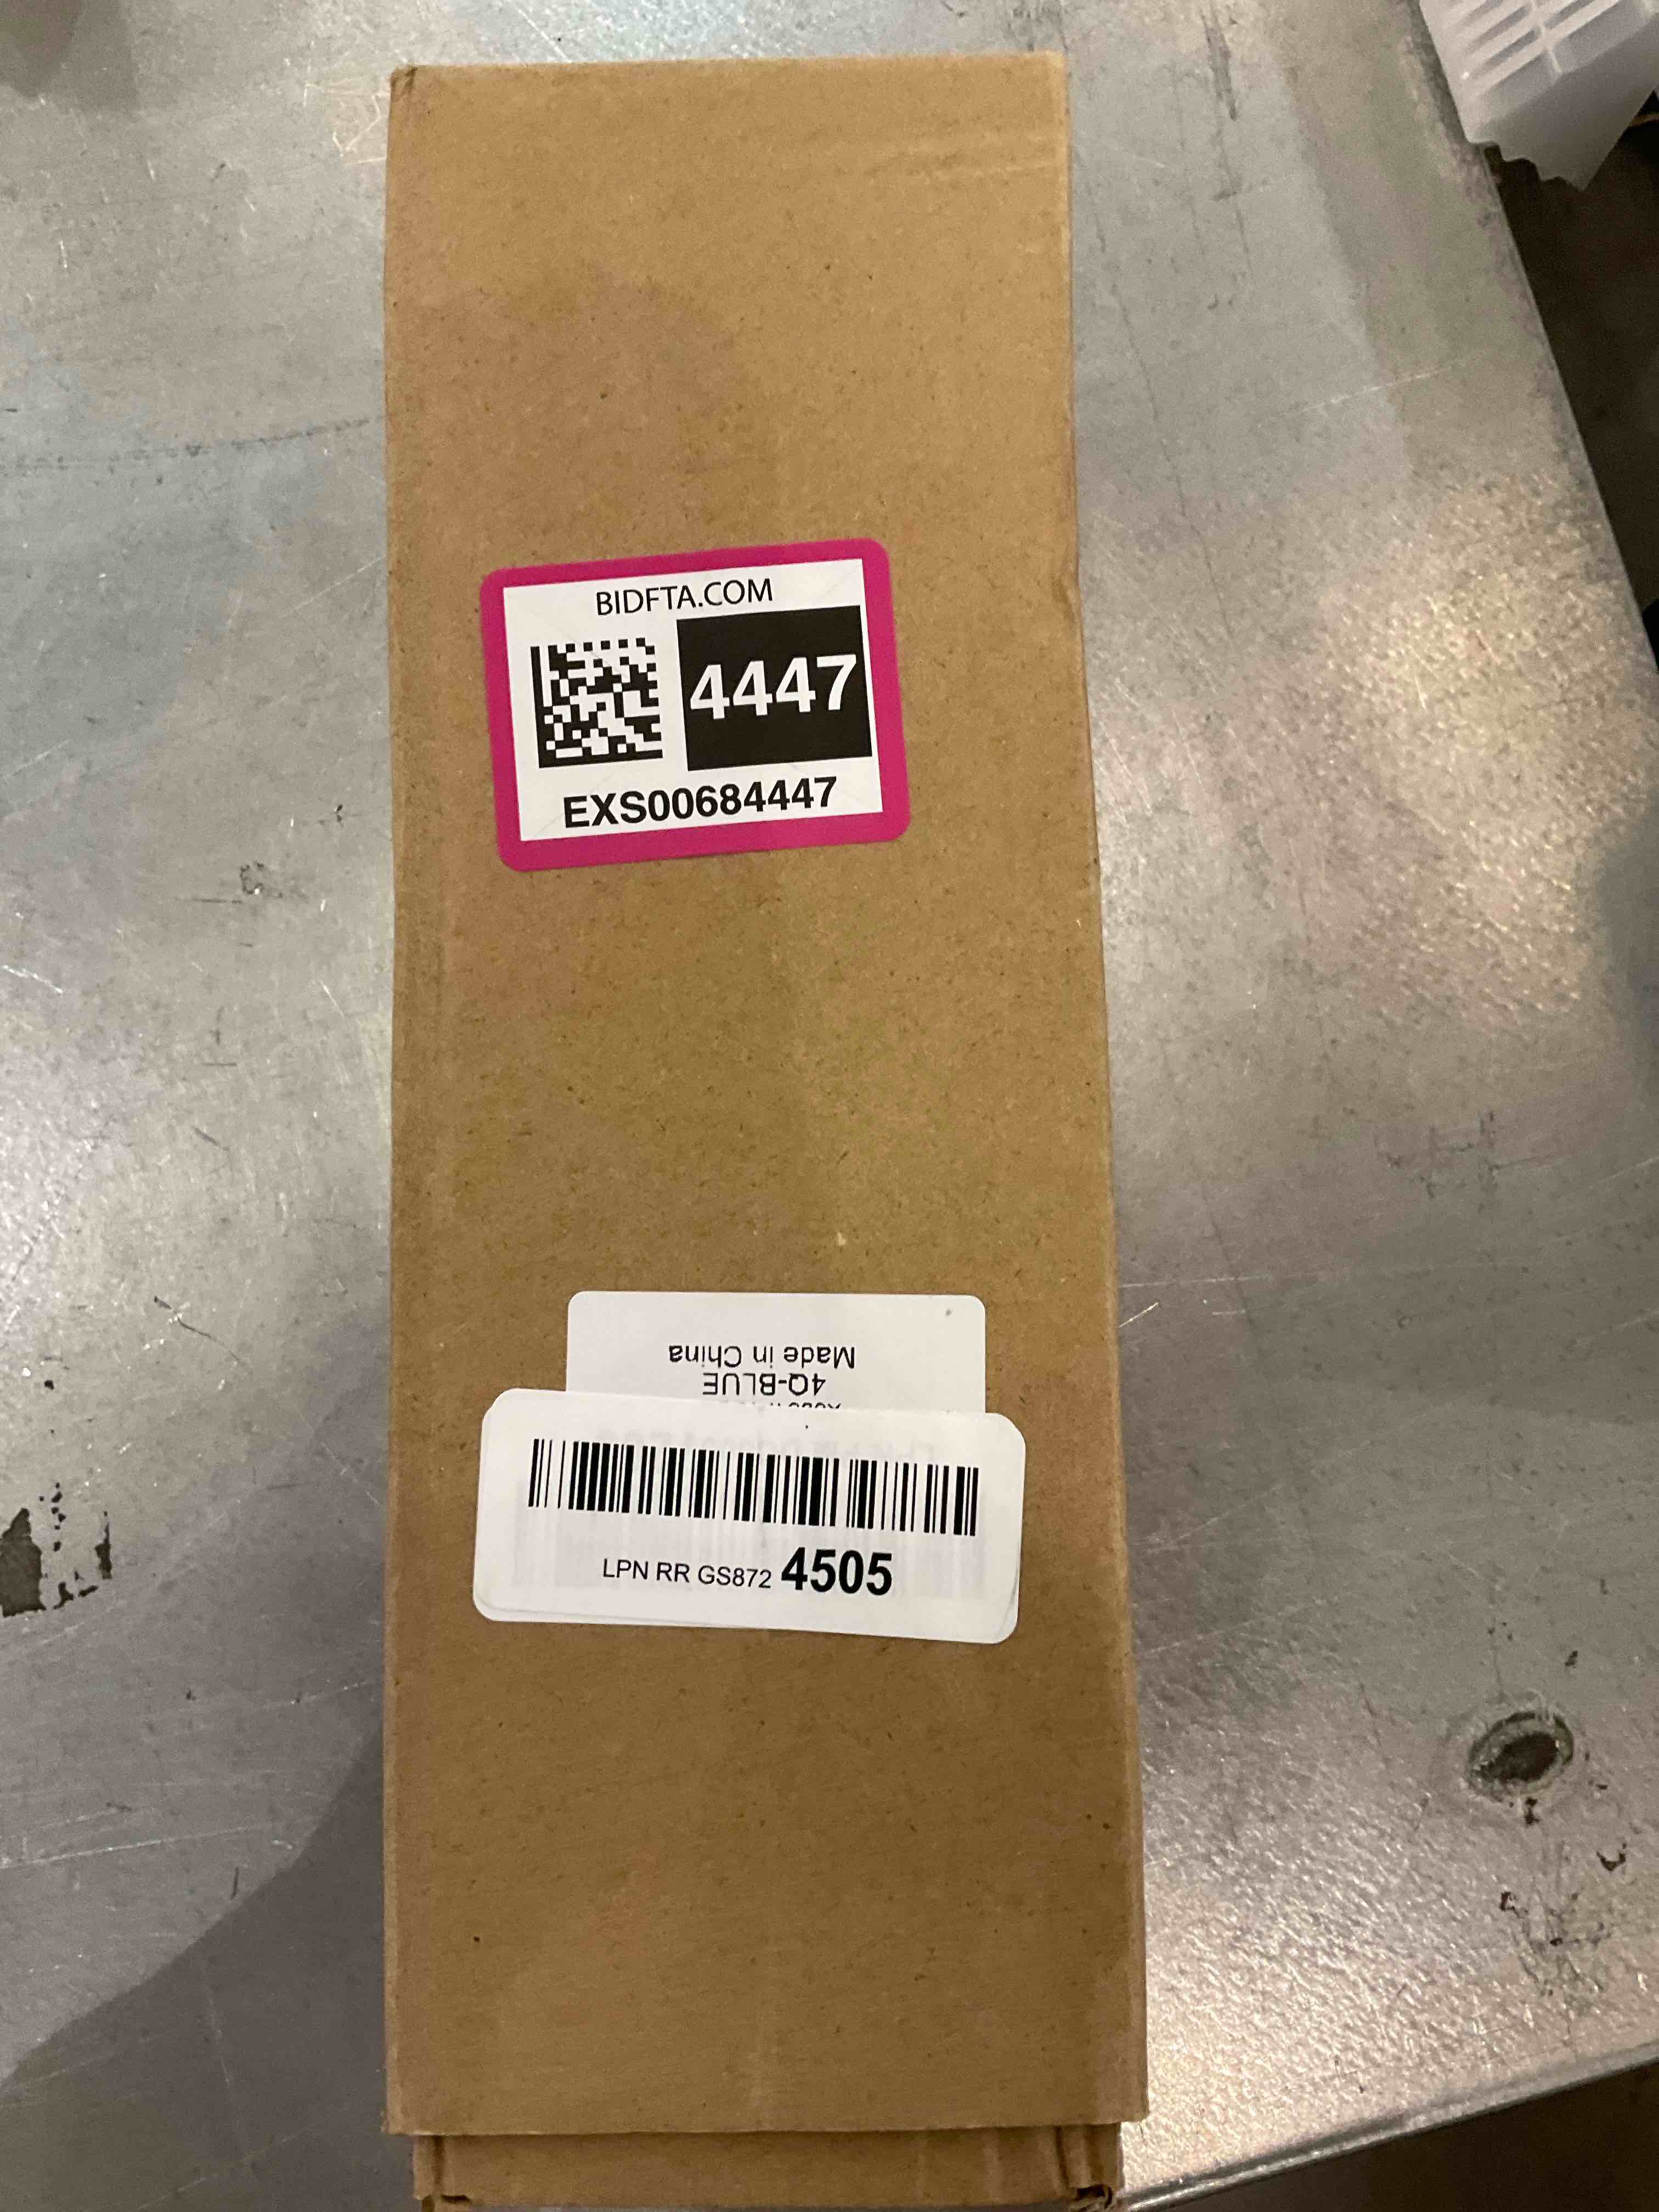 BIDFTA.COM
4447
EXS00684447
Made in China
4Q-BLUE
LPN RR GS872 4505